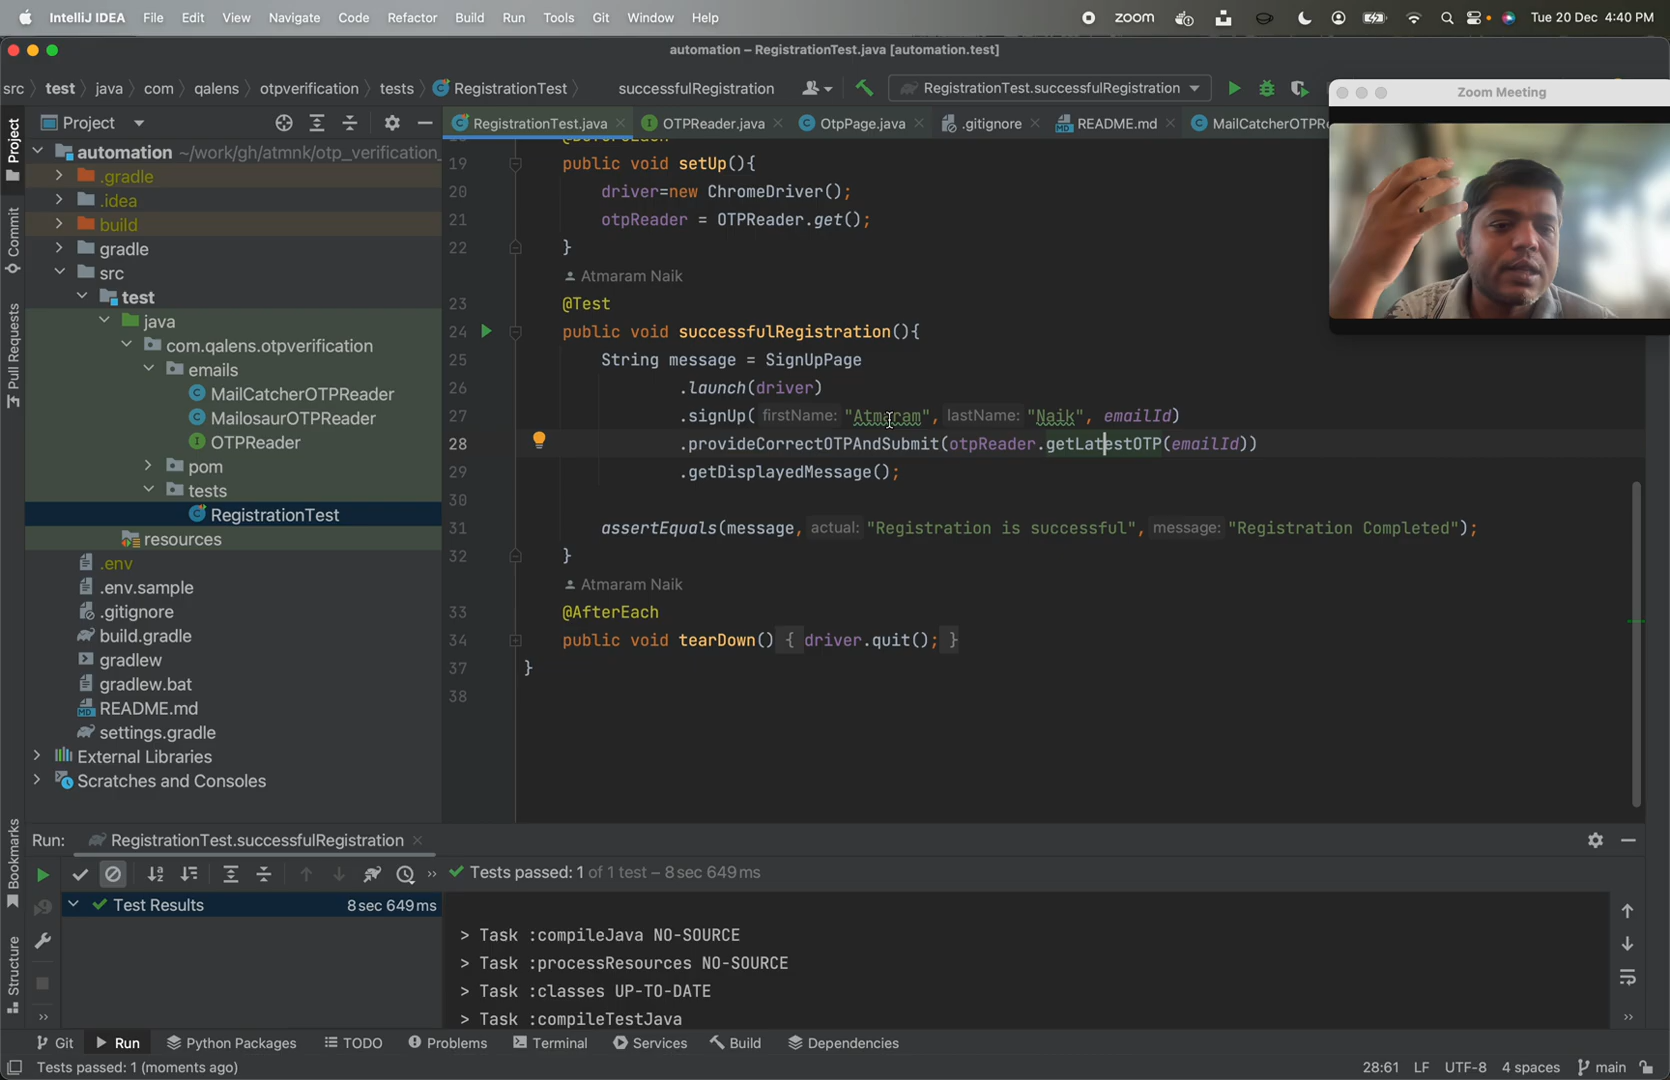 IntelliJ IDEA File Edit View Navigate Code Refactor Build Run Tools Git Window Help zoom Tue 20 Dec 4:40 PM
automation – RegistrationTest.java [automation.test]
src test java com qalens otpverification tests RegistrationTest successfulRegistration RegistrationTest.successfulRegistration
Zoom Meeting
Project RegistrationTest.java OTPReader.java OtpPage.java .gitignore README.md MailCatcherOTPRe
automation ~/work/gh/atmnk/otp_verification_
.gradle
.idea
build
gradle
src
test
java
com.qalens.otpverification
emails
MailCatcherOTPReader
MailosaurOTPReader
OTPReader
pom
tests
RegistrationTest
resources
.env
.env.sample
.gitignore
build.gradle
gradlew
gradlew.bat
README.md
settings.gradle
External Libraries
Scratches and Consoles
Project
Commit
Pull Requests
Bookmarks
Structure
19 public void setUp(){
20 driver=new ChromeDriver();
21 otpReader = OTPReader.get();
22 }
Atmaram Naik
23 @Test
24 public void successfulRegistration(){
25 String message = SignUpPage
26 .launch(driver)
27 .signUp( firstName: "Atmaram", lastName: "Naik", emailId)
28 .provideCorrectOTPAndSubmit(otpReader.getLatestOTP(emailId))
29 .getDisplayedMessage();
30
31 assertEquals(message, actual: "Registration is successful", message: "Registration Completed");
32 }
Atmaram Naik
33 @AfterEach
34 public void tearDown() { driver.quit(); }
37 }
38
Run: RegistrationTest.successfulRegistration
Tests passed: 1 of 1 test – 8 sec 649 ms
Test Results 8 sec 649 ms
> Task :compileJava NO-SOURCE
> Task :processResources NO-SOURCE
> Task :classes UP-TO-DATE
> Task :compileTestJava
Git Run Python Packages TODO Problems Terminal Services Build Dependencies
Tests passed: 1 (moments ago) 28:61 LF UTF-8 4 spaces main